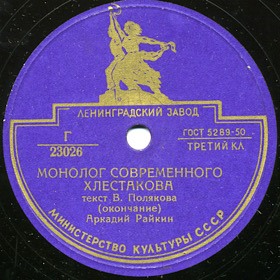 ЛЕНИНГРАДСКИЙ ЗАВОД
Г
23026
ГОСТ 5289-50
ТРЕТИЙ КЛ
МОНОЛОГ СОВРЕМЕННОГО
ХЛЕСТАКОВА
текст В. Полякова
(окончание)
Аркадий Райкин
МИНИСТЕРСТВО КУЛЬТУРЫ СССР